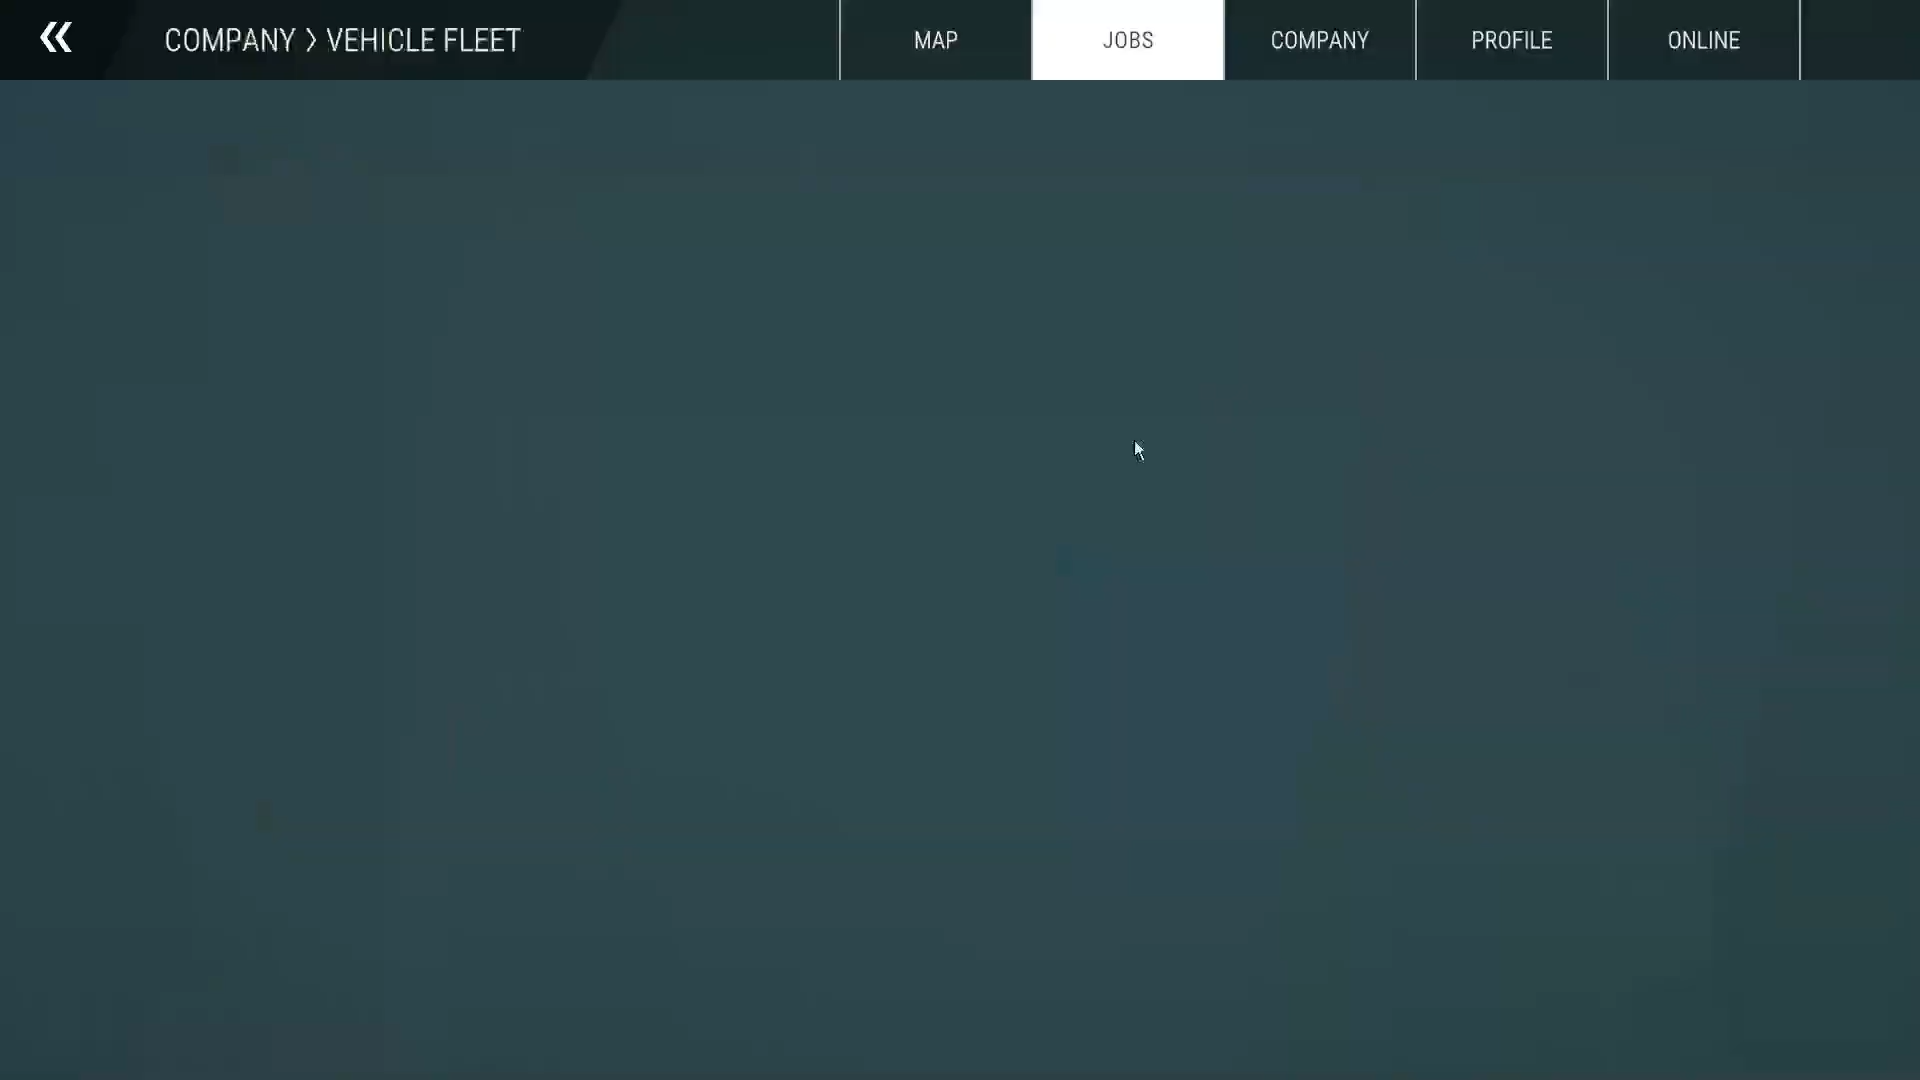 COMPANY > VEHICLE FLEET
MAP
JOBS
COMPANY
PROFILE
ONLINE